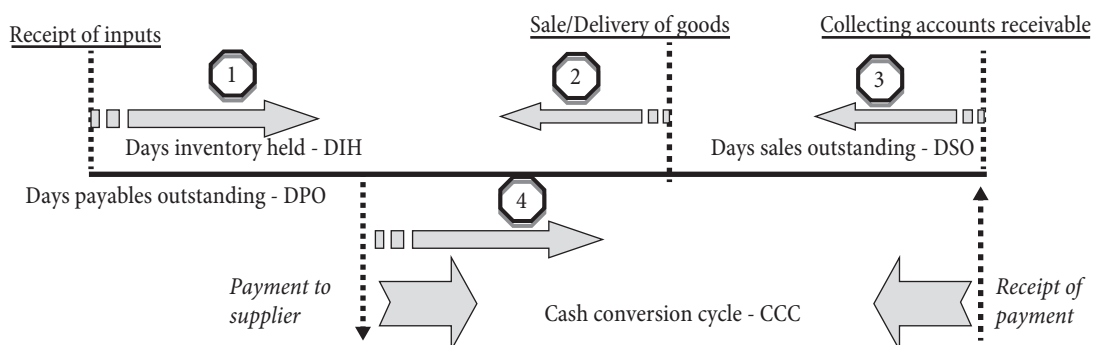 Sale/Delivery of goods
Collecting accounts receivable
Receipt of inputs
1
2
3
Days inventory held - DIH
Days sales outstanding - DSO
Days payables outstanding - DPO
4
Payment to
supplier
Cash conversion cycle - CCC
Receipt of
payment